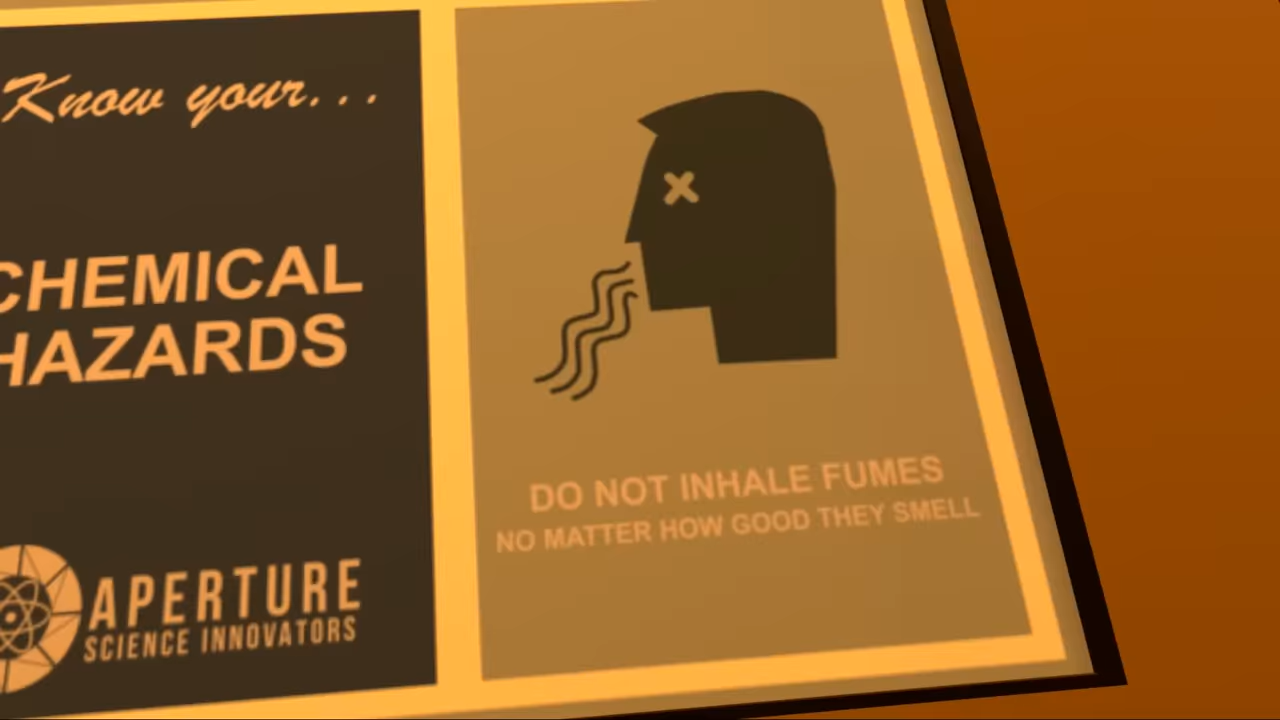 Know your...
CHEMICAL
HAZARDS
APERTURE
SCIENCE INNOVATORS
DO NOT INHALE FUMES
NO MATTER HOW GOOD THEY SMELL